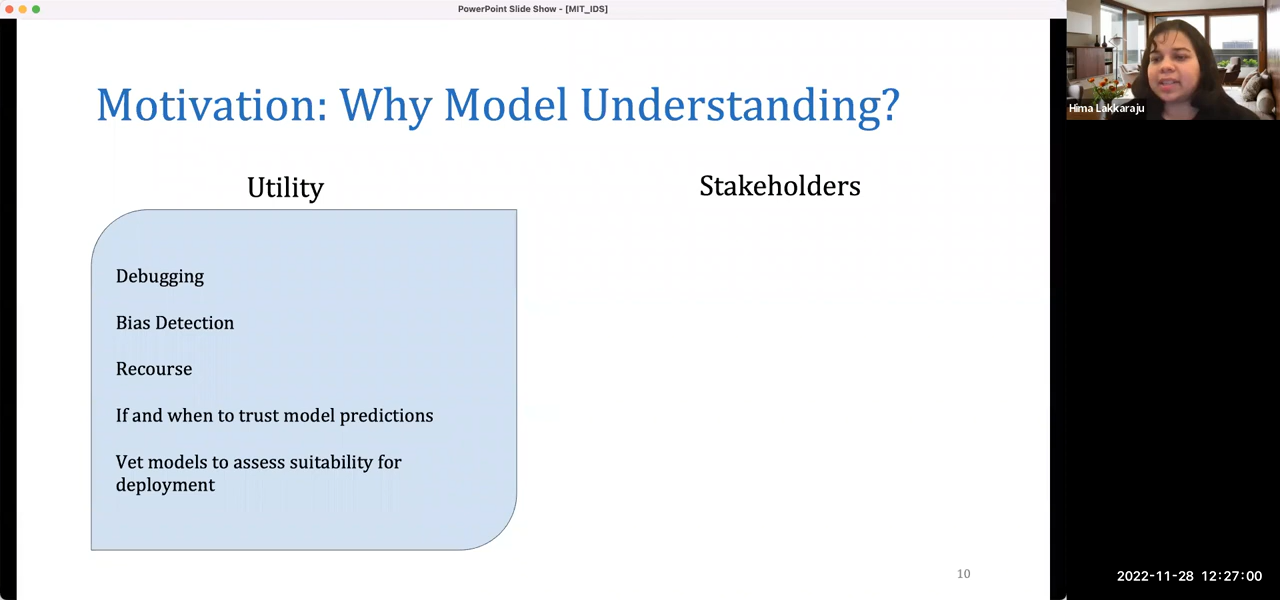 PowerPoint Slide Show - [MIT_IDS]
Hima Lakkaraju
Motivation: Why Model Understanding?
Utility
Stakeholders
Debugging
Bias Detection
Recourse
If and when to trust model predictions
Vet models to assess suitability for
deployment
10
2022-11-28 12:27:00